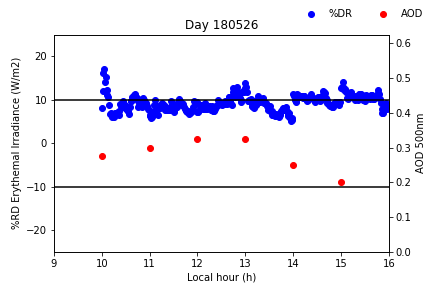 %DR AOD
Day 180526
%RD Erythemal Irradiance (W/m2)
20
10
0
−10
−20
0.6
0.5
0.4
0.3
0.2
0.1
0.0
AOD 500nm
9 10 11 12 13 14 15 16
Local hour (h)